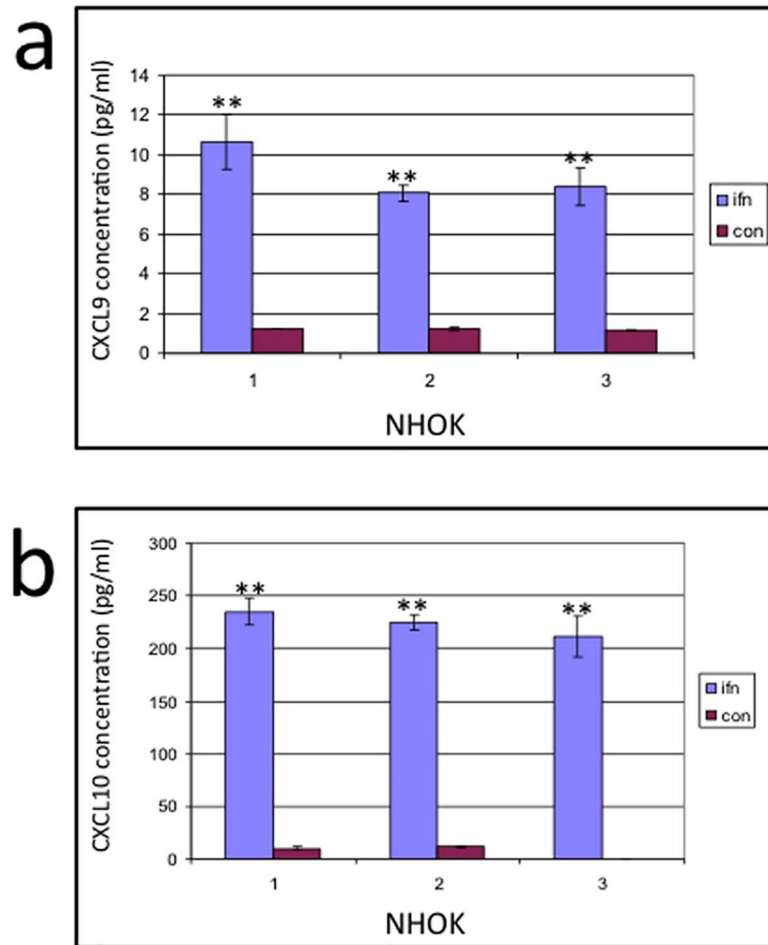 a
CXCL9 concentration (pg/ml)
14
12
10
8
6
4
2
0
**
**
**
1 2 3
NHOK
ifn
con
b
CXCL10 concentration (pg/ml)
300
250
200
150
100
50
0
**
**
**
1 2 3
NHOK
ifn
con